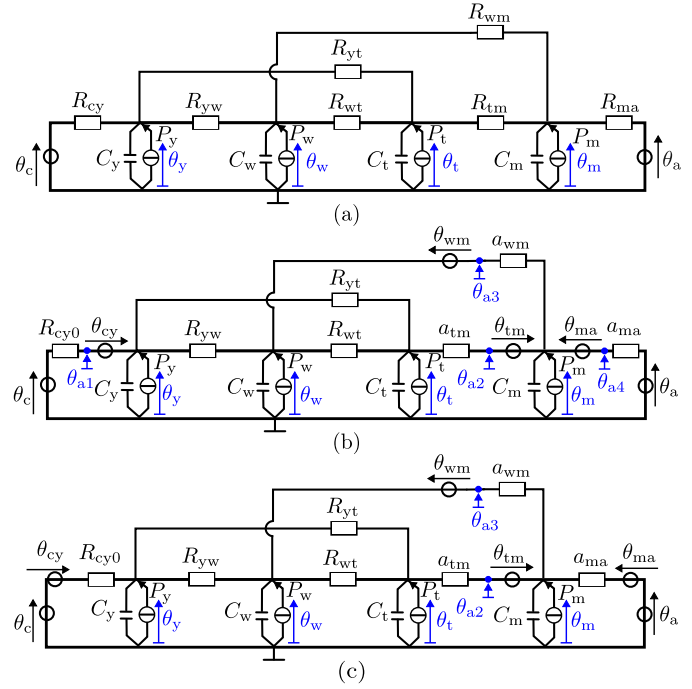 R_wm
R_yt
R_cy R_yw R_wt R_tm R_ma
P_y P_w P_t P_m
θ_c C_y θ_y C_w θ_w C_t θ_t C_m θ_m θ_a
(a)
θ_wm a_wm
R_yt θ_a3
R_cy0 θ_cy R_yw R_wt a_tm θ_tm θ_ma a_ma
θ_a1 P_y P_w P_t θ_a2 P_m θ_a4
θ_c C_y θ_y C_w θ_w C_t θ_t C_m θ_m θ_a
(b)
θ_wm a_wm
R_yt θ_a3
θ_cy R_cy0 R_yw R_wt a_tm θ_tm a_ma θ_ma
P_y P_w P_t θ_a2 P_m
θ_c C_y θ_y C_w θ_w C_t θ_t C_m θ_m θ_a
(c)